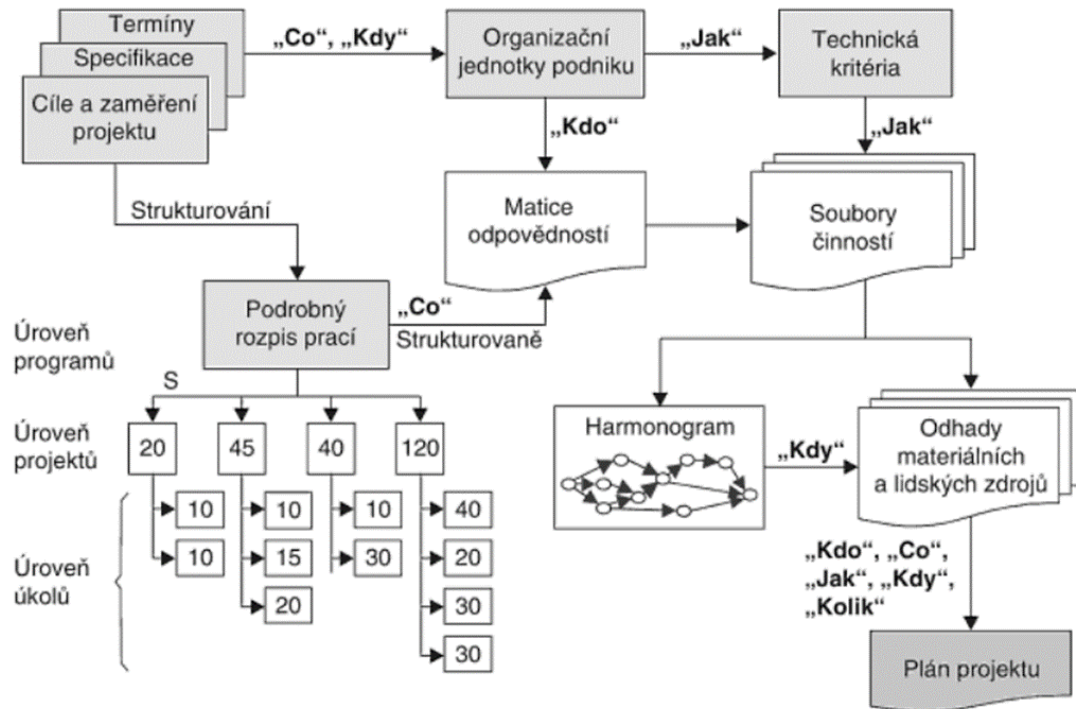 Termíny
Specifikace
Cíle a zaměření
projektu
„Co“, „Kdy“
Organizační
jednotky podniku
„Jak“
Technická
kritéria
„Kdo“
„Jak“
Strukturování
Matice
odpovědností
Soubory
činností
Podrobný
rozpis prací
„Co“
Strukturovaně
Úroveň
programů
S
Úroveň
projektů
20
45
40
120
Úroveň
úkolů
10
10
10
40
10
15
30
20
20
30
30
Harmonogram
„Kdy“
Odhady
materiálních
a lidských zdrojů
„Kdo“, „Co“,
„Jak“, „Kdy“,
„Kolik“
Plán projektu